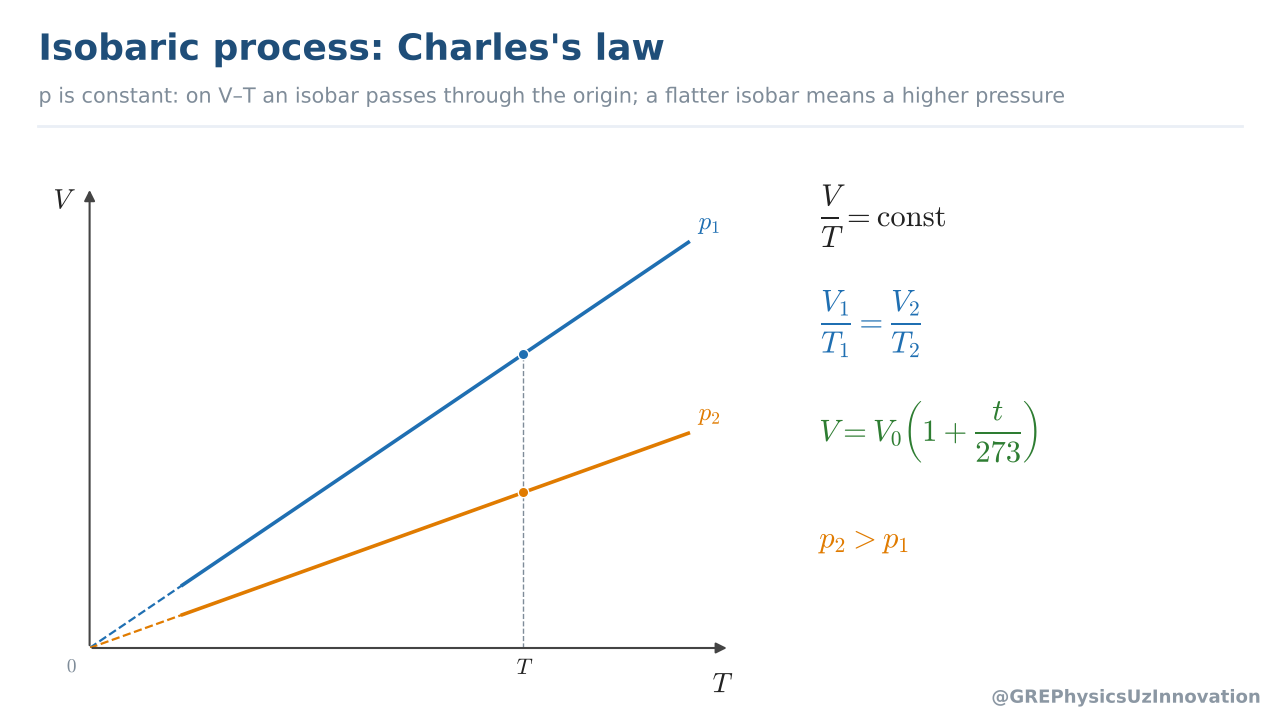 Isobaric process: Charles's law
p is constant: on V–T an isobar passes through the origin; a flatter isobar means a higher pressure
V
p₁
p₂
0
T
T
V/T = const
V₁/T₁ = V₂/T₂
V = V₀(1 + t/273)
p₂ > p₁
@GREPhysicsUzInnovation